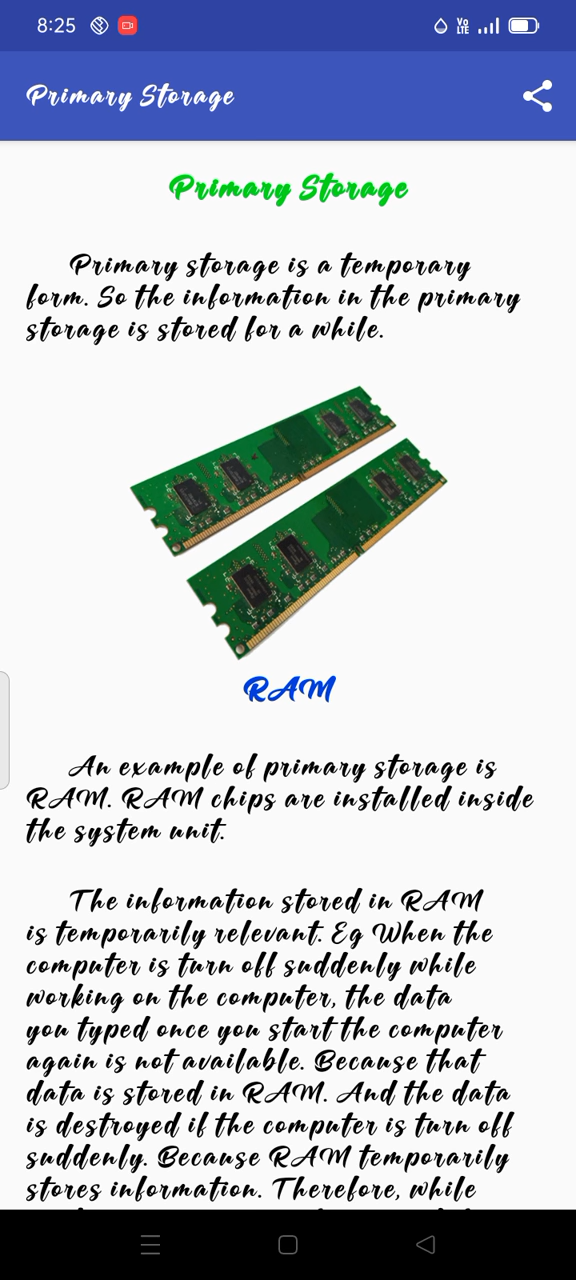 8:25
Vo
LTE
Primary Storage
Primary Storage
Primary storage is a temporary
form. So the information in the primary
storage is stored for a while.
RAM
An example of primary storage is
RAM. RAM chips are installed inside
the system unit.
The information stored in RAM
is temporarily relevant. Eg When the
computer is turn off suddenly while
working on the computer, the data
you typed once you start the computer
again is not available. Because that
data is stored in RAM. And the data
is destroyed if the computer is turn off
suddenly. Because RAM temporarily
stores information. Therefore, while